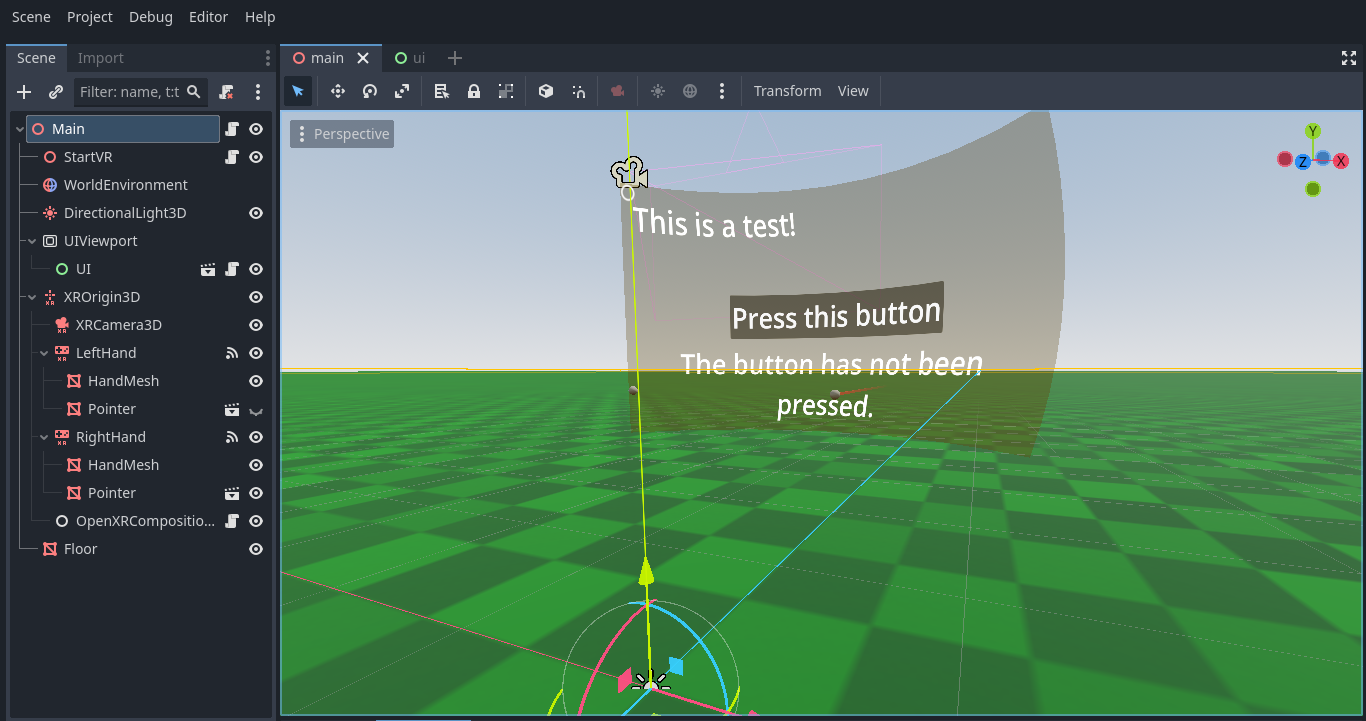 Scene Project Debug Editor Help
Scene Import
main ui
Filter: name, t:t
Transform View
Main
StartVR
WorldEnvironment
DirectionalLight3D
UIViewport
UI
XROrigin3D
XRCamera3D
LeftHand
HandMesh
Pointer
RightHand
HandMesh
Pointer
OpenXRCompositio...
Floor
Perspective
Y
Z X
This is a test!
Press this button
The button has not been
pressed.